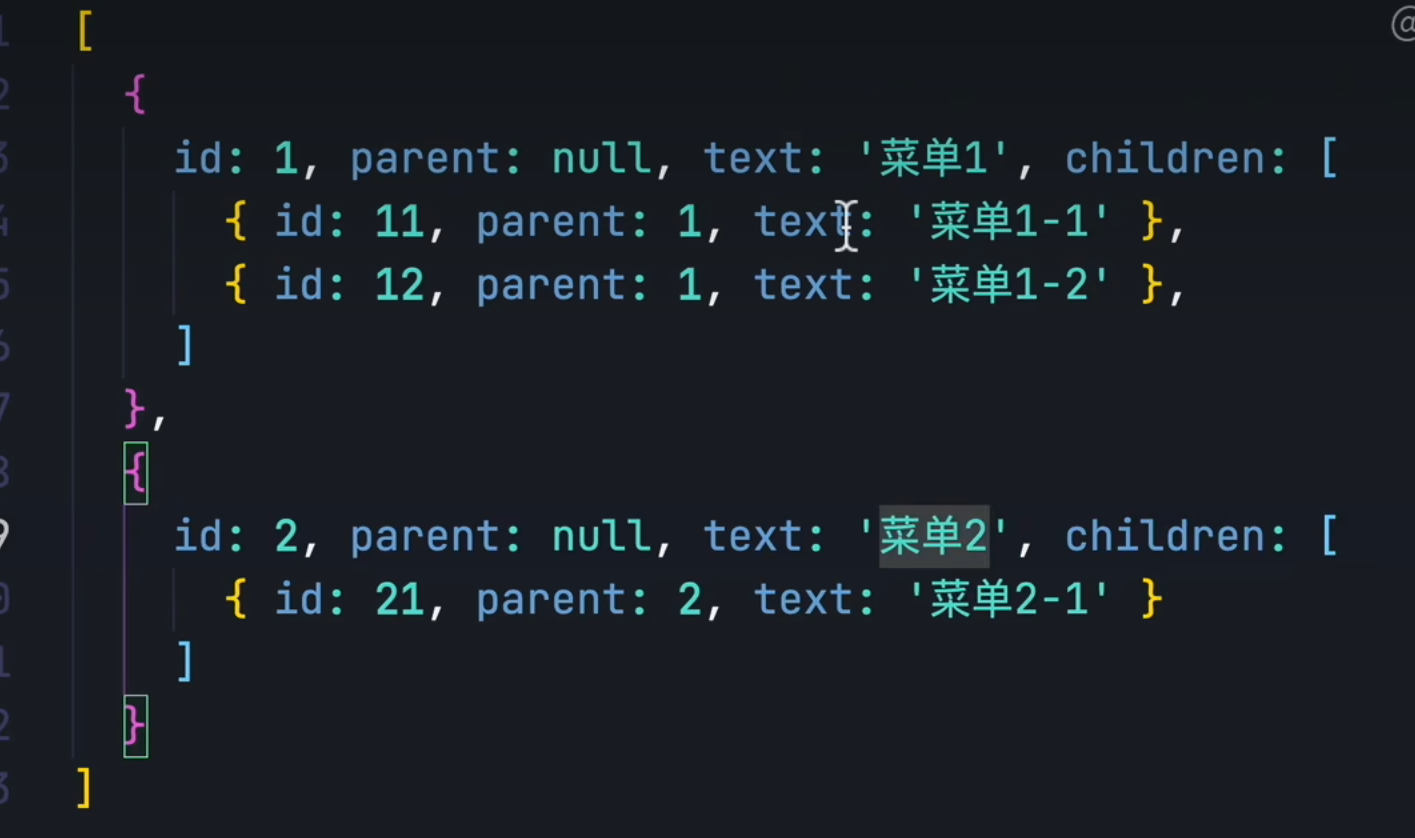 [
{
id: 1, parent: null, text: '菜单1', children: [
{ id: 11, parent: 1, text: '菜单1-1' },
{ id: 12, parent: 1, text: '菜单1-2' },
]
},
{
id: 2, parent: null, text: '菜单2', children: [
{ id: 21, parent: 2, text: '菜单2-1' }
]
}
]